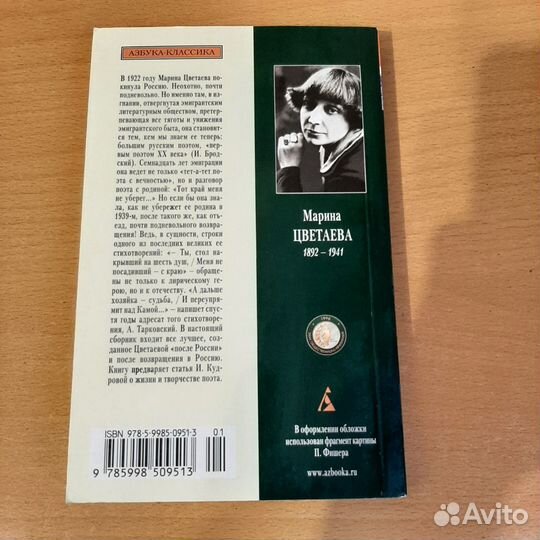 АЗБУКА-КЛАССИКА
В 1922 году Марина Цветаева по-
кинула Россию. Неохотно, почти
подневольно. Но именно там, в из-
гнании, отвергнутая эмигрантским
литературным обществом, претер-
певающая все тяготы и унижения
эмигрантского быта, она становит-
ся тем, кем мы знаем ее теперь:
большим русским поэтом, «пер-
вым поэтом XX века» (И. Брод-
ский). Семнадцать лет эмиграции
она ведет не только «тет-а-тет поэ-
та с вечностью», но и разговор
поэта с родиной: «Тот край меня
не уберег...» Но если бы она зна-
ла, как не убережет ее родина в
1939-м, после такого же, как отъ-
езд, почти подневольного возвра-
щения! Ведь, в сущности, строки
одного из последних великих ее
стихотворений: «– Ты, стол на-
крывший на шесть душ, / Меня не
посадивший – с краю» – обраще-
ны не только к лирическому ге-
рою, но и к отечеству. «А дальше
хозяйка – судьба, / И переупря-
мит над Камой...» – напишет спус-
тя годы адресат того стихотворе-
ния, А. Тарковский. В настоящий
сборник входит все лучшее, со-
зданное Цветаевой «после России»
и после возвращения в Россию.
Книгу предваряет статья И. Куд-
ровой о жизни и творчестве поэта.
ISBN 978-5-9985-0951-3
01
9 785998 509513
Марина
ЦВЕТАЕВА
1892 – 1941
В оформлении обложки
использован фрагмент картины
П. Фишера
www.azbooka.ru
Avito